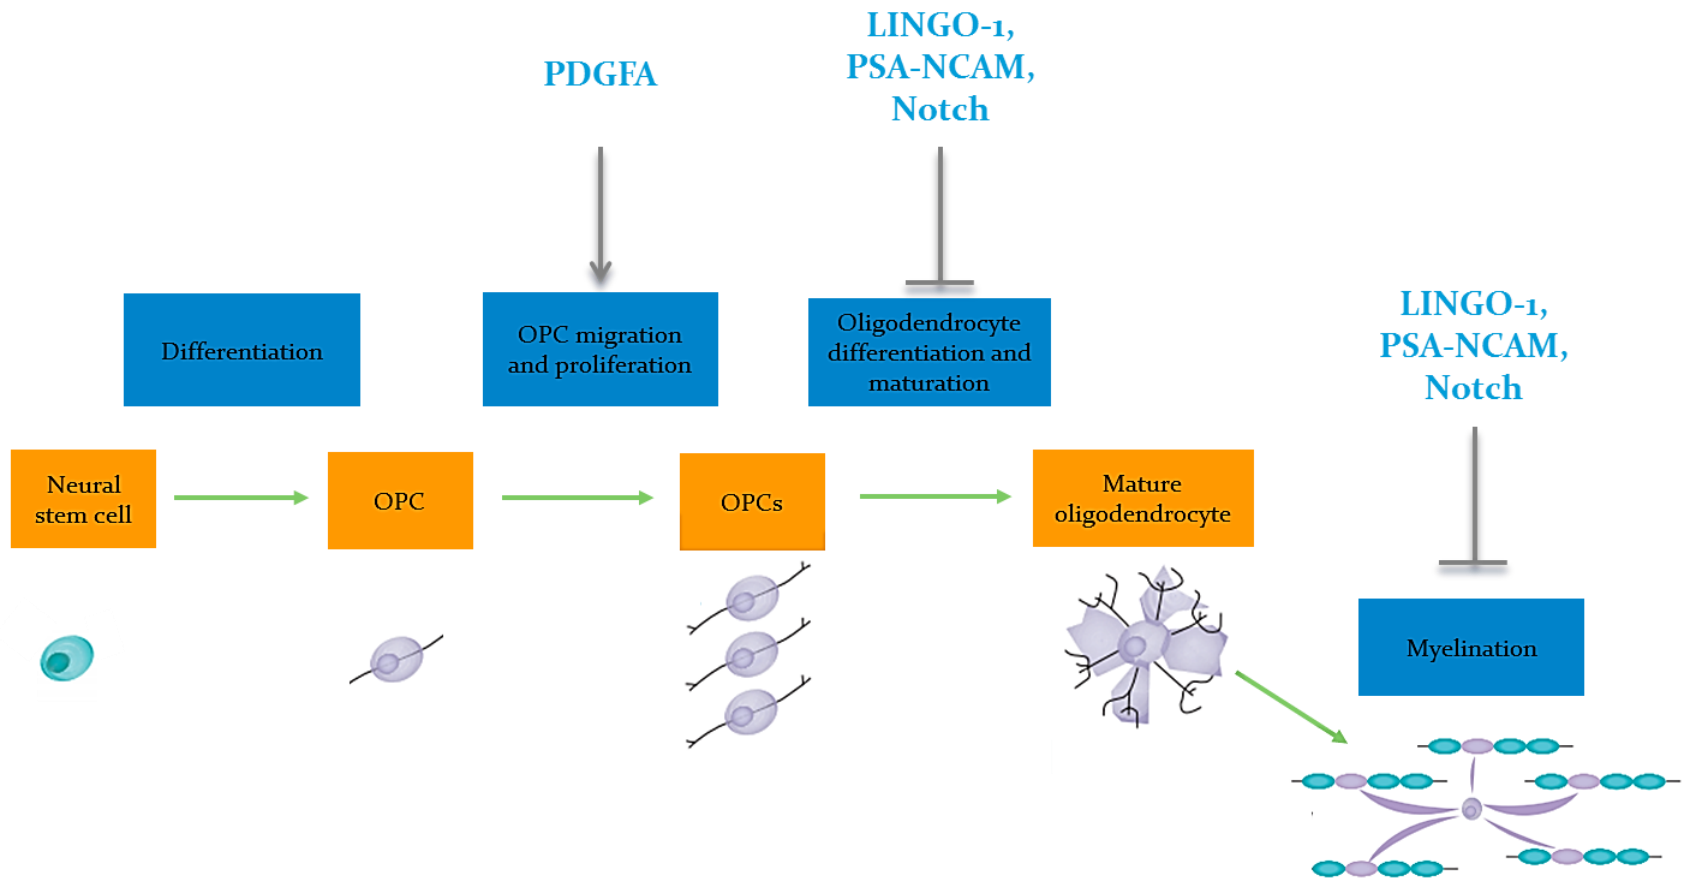 PDGFA
LINGO-1,
PSA-NCAM,
Notch
Differentiation
OPC migration
and proliferation
Oligodendrocyte
differentiation and
maturation
LINGO-1,
PSA-NCAM,
Notch
Neural
stem cell
OPC
OPCs
Mature
oligodendrocyte
Myelination